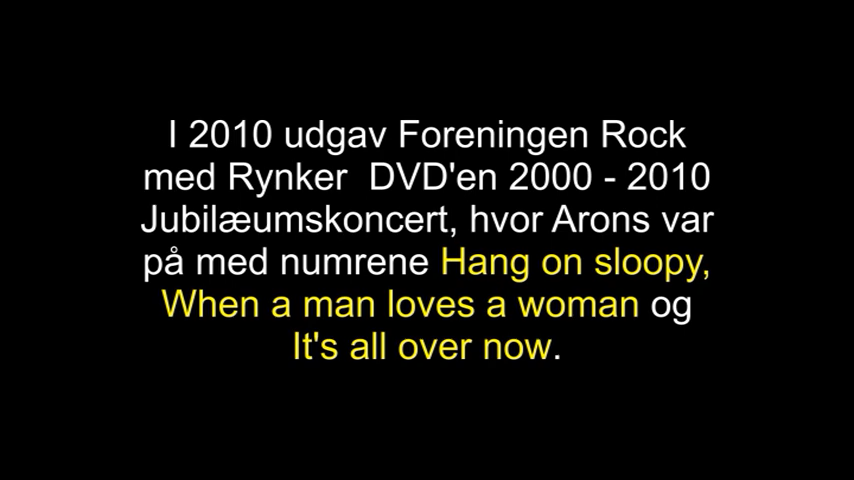 I 2010 udgav Foreningen Rock
med Rynker  DVD'en 2000 - 2010
Jubilæumskoncert, hvor Arons var
på med numrene Hang on sloopy,
When a man loves a woman og
It's all over now.